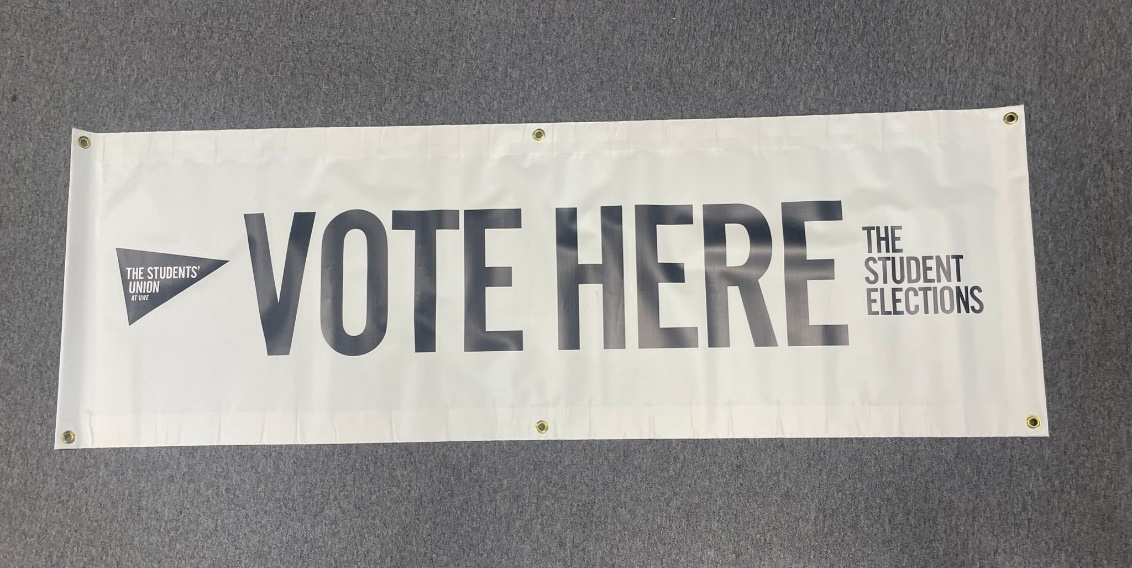 THE STUDENTS'
UNION
AT UWE
VOTE HERE
THE
STUDENT
ELECTIONS